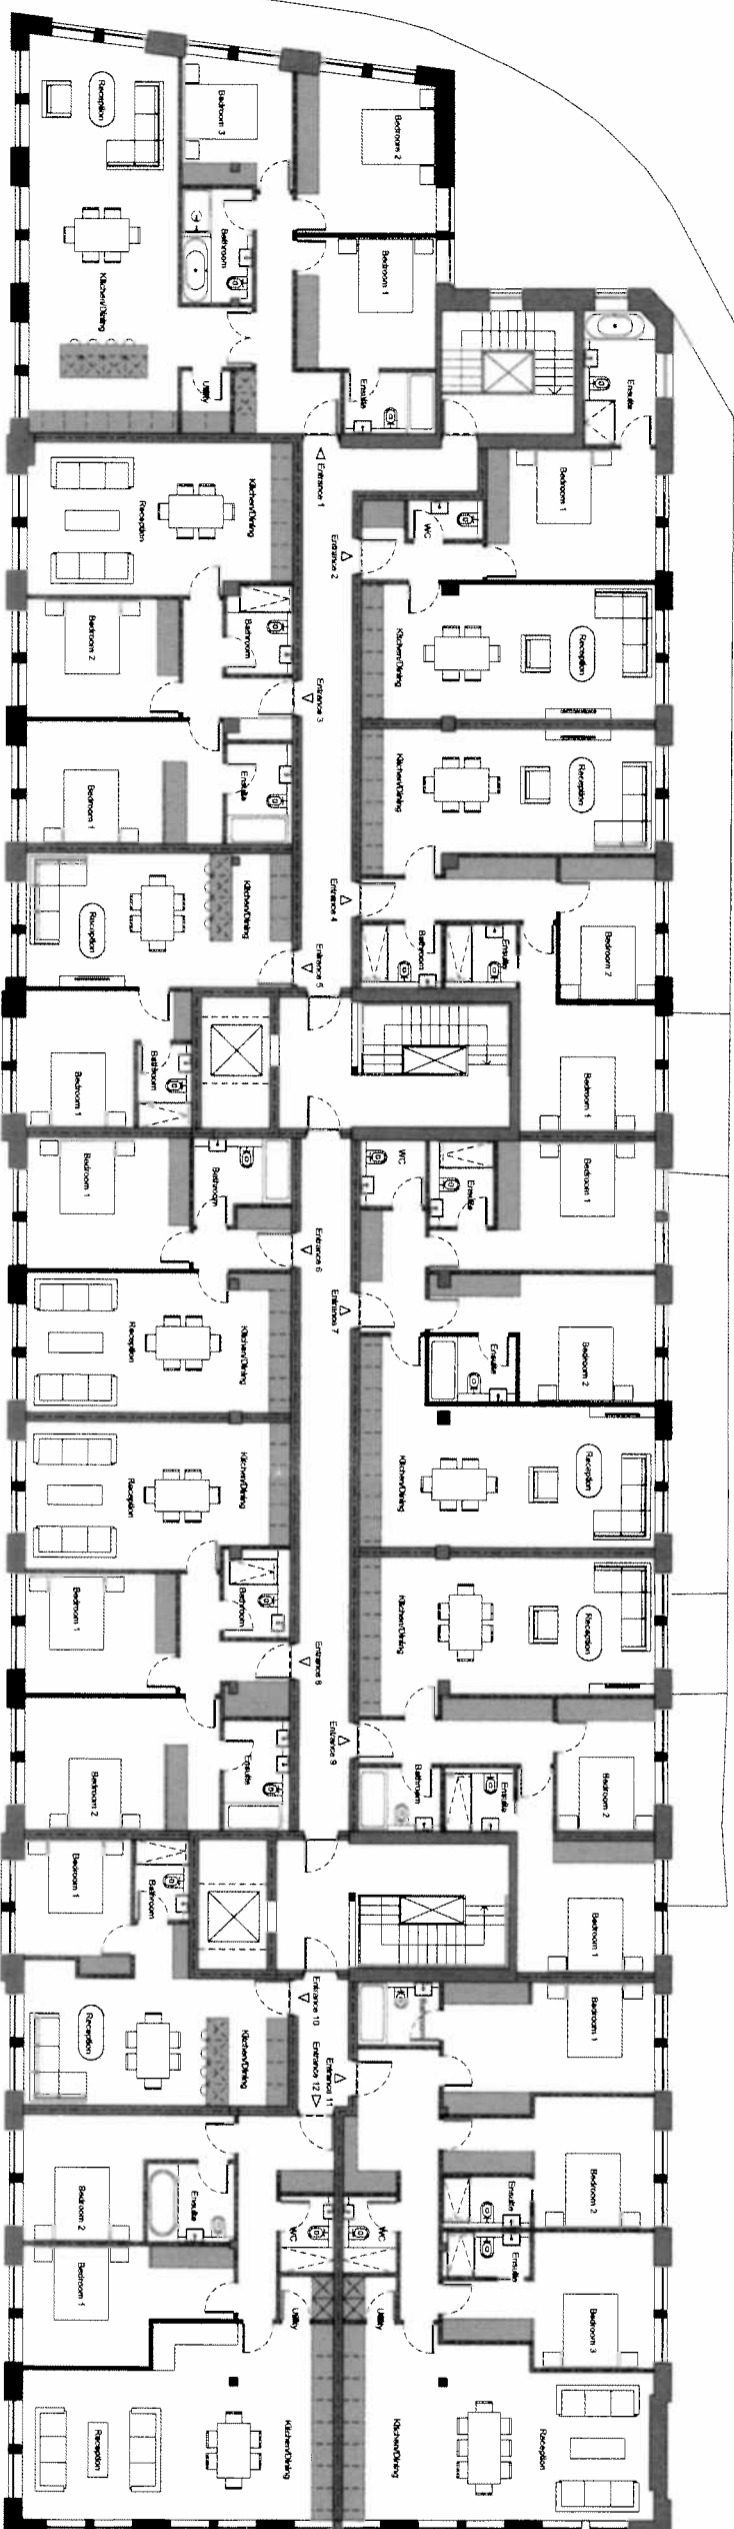 Reception
Bedroom 3
Bedroom 2
Bathroom
Kitchen/Dining
Bedroom 1
Utility
Ensuite
Ensuite
Entrance 1
Bedroom 1
Kitchen/Dining
Reception
WC
Entrance 2
Bedroom 2
Bathroom
Kitchen/Dining
Reception
Entrance 3
Bedroom 1
Ensuite
Kitchen/Dining
Reception
Entrance 4
Reception
Kitchen/Dining
Entrance 5
Bathroom
Ensuite
Bedroom 2
Bedroom 1
Bathroom
Bedroom 1
Bedroom 1
Bathroom
Entrance 6
WC
Ensuite
Bedroom 1
Reception
Kitchen/Dining
Entrance 7
Ensuite
Bedroom 2
Reception
Kitchen/Dining
Kitchen/Dining
Reception
Bedroom 1
Bathroom
Entrance 8
Kitchen/Dining
Reception
Bedroom 2
Ensuite
Entrance 9
Bathroom
Ensuite
Bedroom 2
Bedroom 1
Bathroom
Bedroom 1
Reception
Kitchen/Dining
Entrance 10
Entrance 11
Entrance 12
Bedroom 1
Bedroom 2
Ensuite
WC
WC
Ensuite
Bedroom 2
Bedroom 1
Utility
Utility
Ensuite
Bedroom 3
Reception
Kitchen/Dining
Kitchen/Dining
Reception